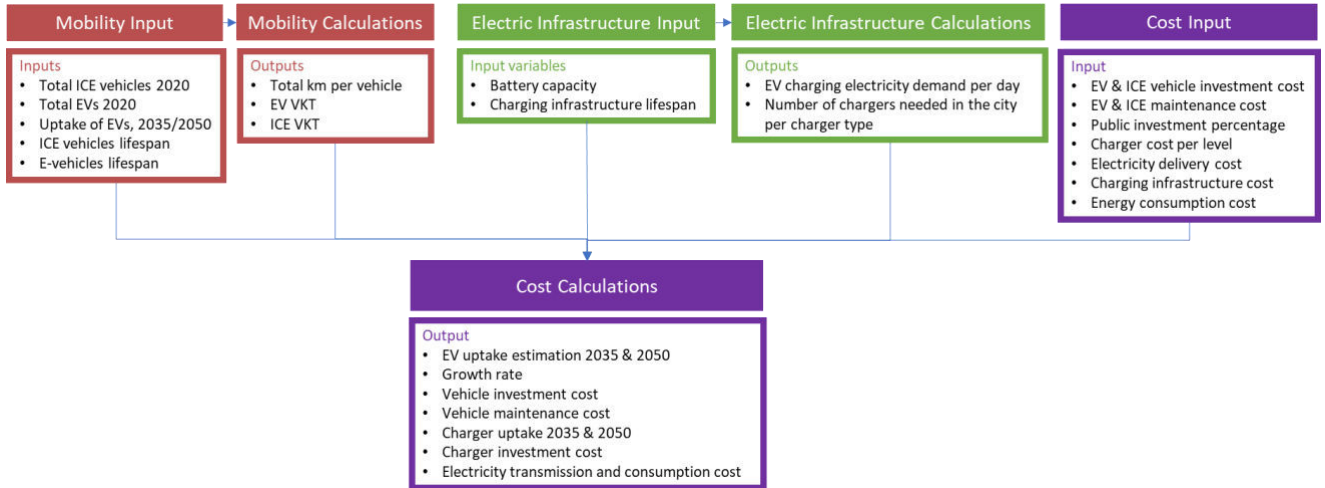 Mobility Input
Inputs
• Total ICE vehicles 2020
• Total EVs 2020
• Uptake of EVs, 2035/2050
• ICE vehicles lifespan
• E-vehicles lifespan
Mobility Calculations
Outputs
• Total km per vehicle
• EV VKT
• ICE VKT
Electric Infrastructure Input
Input variables
• Battery capacity
• Charging infrastructure lifespan
Electric Infrastructure Calculations
Outputs
• EV charging electricity demand per day
• Number of chargers needed in the city
per charger type
Cost Input
Input
• EV & ICE vehicle investment cost
• EV & ICE maintenance cost
• Public investment percentage
• Charger cost per level
• Electricity delivery cost
• Charging infrastructure cost
• Energy consumption cost
Cost Calculations
Output
• EV uptake estimation 2035 & 2050
• Growth rate
• Vehicle investment cost
• Vehicle maintenance cost
• Charger uptake 2035 & 2050
• Charger investment cost
• Electricity transmission and consumption cost